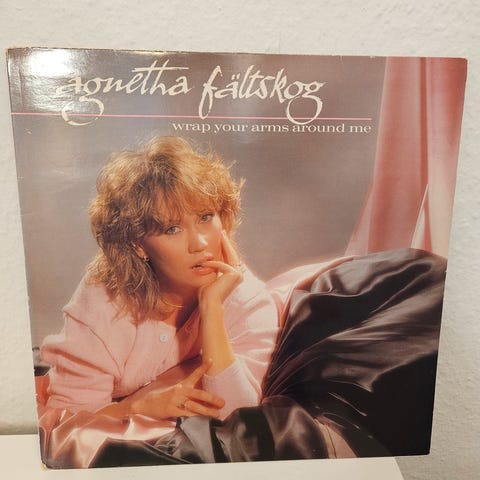 agnetha fältskog
wrap your arms around me